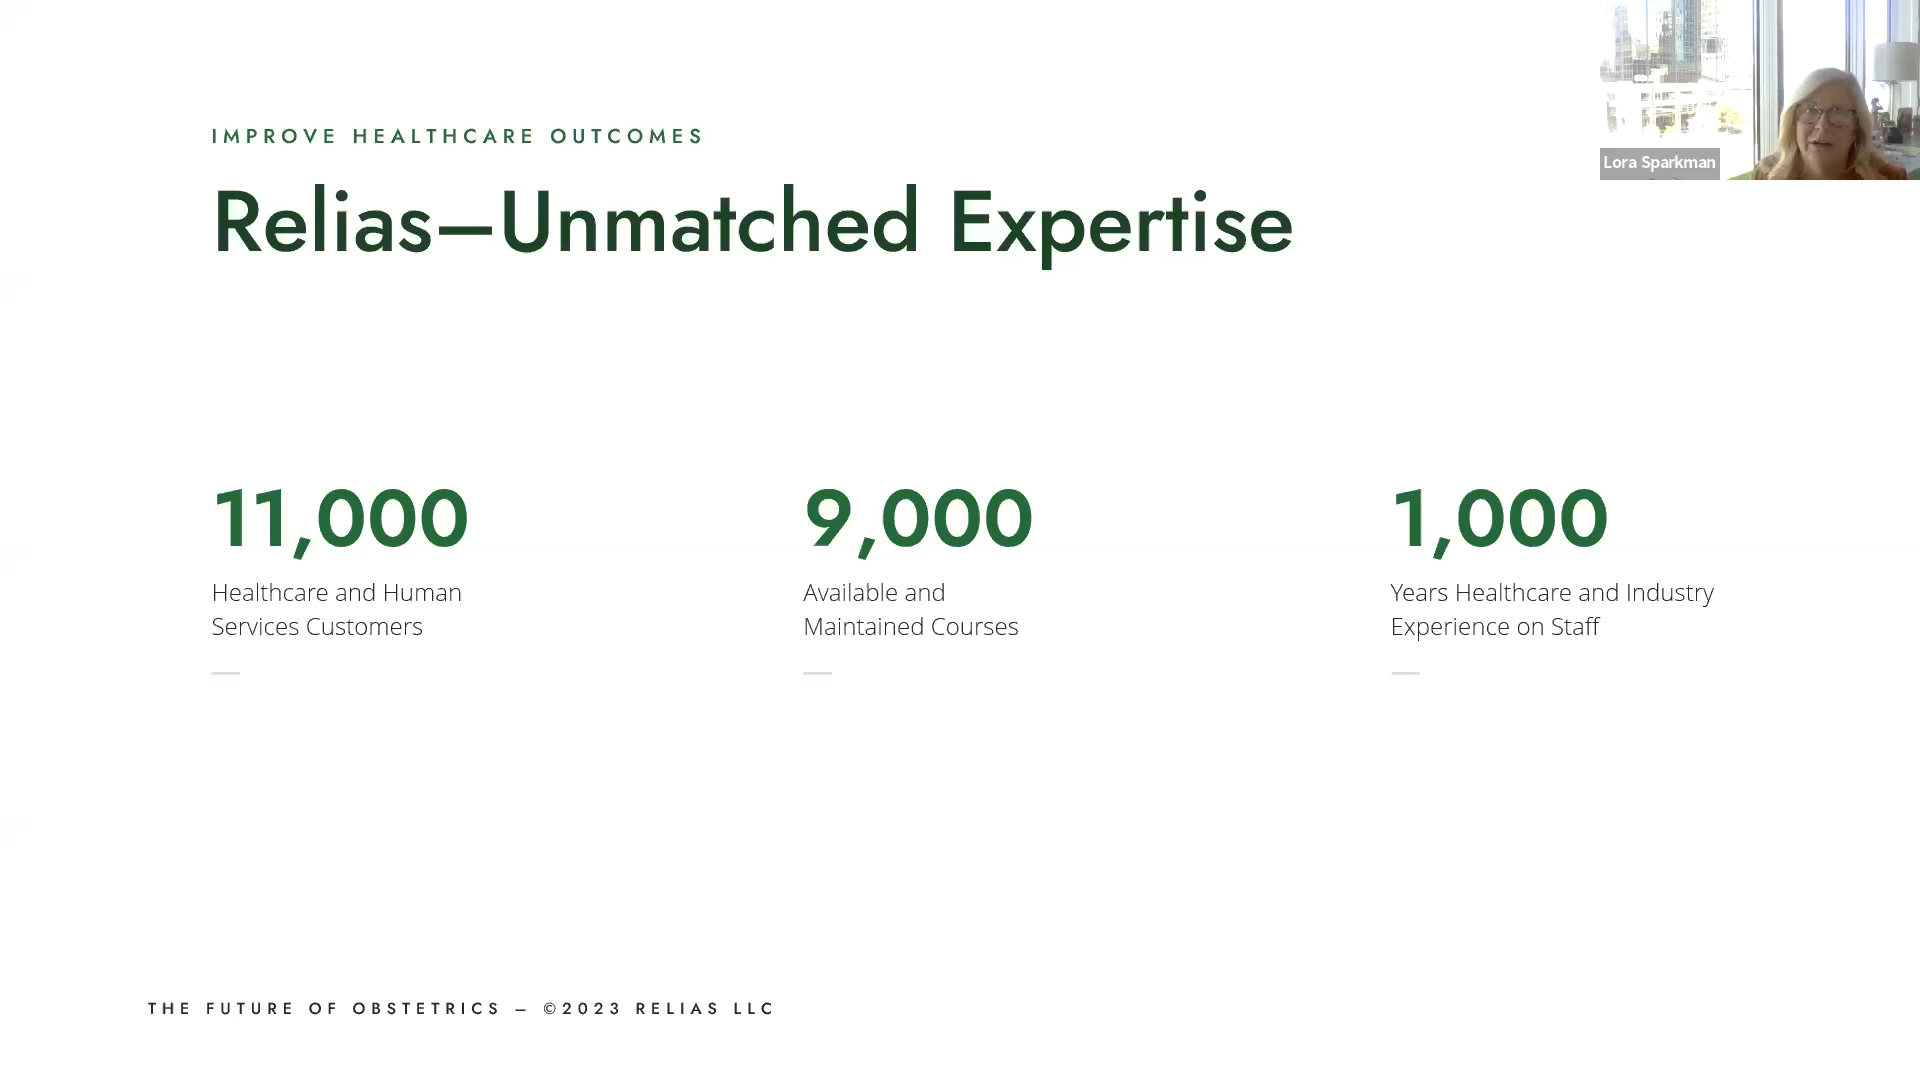 IMPROVE HEALTHCARE OUTCOMES
Relias–Unmatched Expertise
Lora Sparkman
11,000
Healthcare and Human
Services Customers
9,000
Available and
Maintained Courses
1,000
Years Healthcare and Industry
Experience on Staff
THE FUTURE OF OBSTETRICS – ©2023 RELIAS LLC